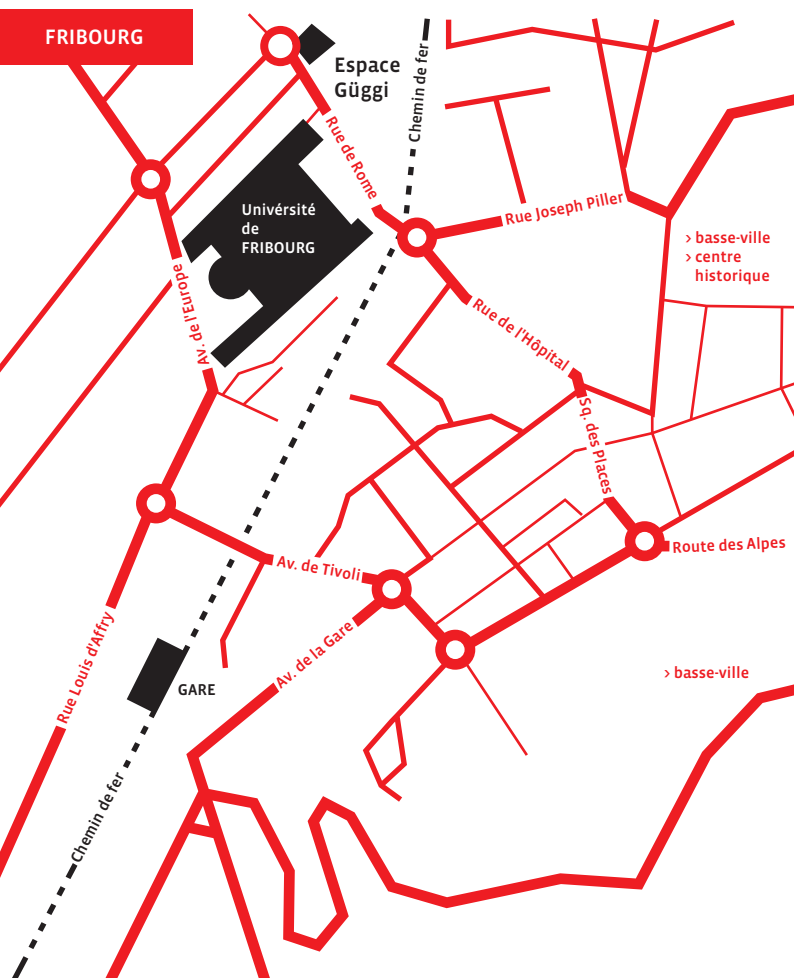 FRIBOURG
Espace
Güggi
Chemin de fer
Rue de Rome
Univérsité
de
FRIBOURG
Rue Joseph Piller
› basse-ville
› centre
historique
Av. de l'Europe
Rue de l'Hôpital
Sq. des Places
Av. de Tivoli
Route des Alpes
Rue Louis d'Affry
Av. de la Gare
GARE
› basse-ville
Chemin de fer